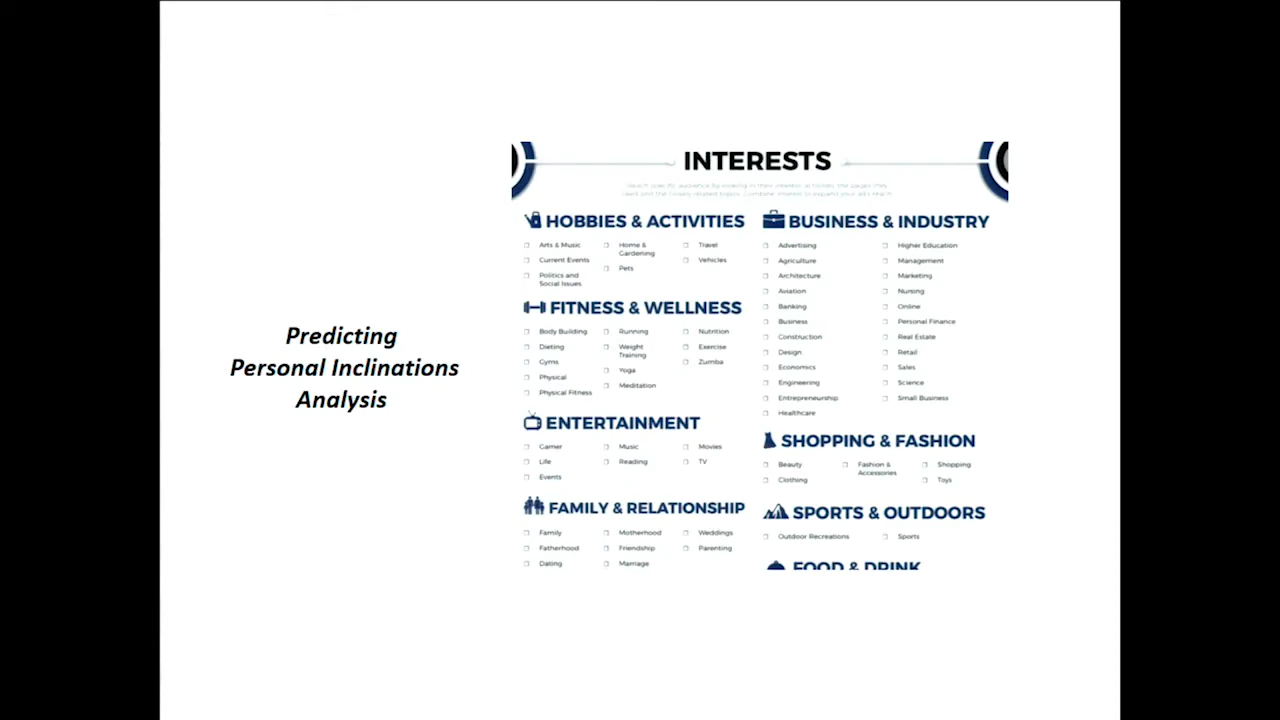 Predicting
Personal Inclinations
Analysis
INTERESTS
HOBBIES & ACTIVITIES
Arts & Music
Current Events
Politics and
Social Issues
Home &
Gardening
Pets
Travel
Vehicles
FITNESS & WELLNESS
Body Building
Dieting
Gyms
Physical
Physical Fitness
Running
Weight
Training
Yoga
Meditation
Nutrition
Exercise
Zumba
ENTERTAINMENT
Gamer
Life
Events
Music
Reading
Movies
TV
FAMILY & RELATIONSHIP
Family
Fatherhood
Dating
Motherhood
Friendship
Marriage
Weddings
Parenting
BUSINESS & INDUSTRY
Advertising
Agriculture
Architecture
Aviation
Banking
Business
Construction
Design
Economics
Engineering
Entrepreneurship
Healthcare
Higher Education
Management
Marketing
Nursing
Online
Personal Finance
Real Estate
Retail
Sales
Science
Small Business
SHOPPING & FASHION
Beauty
Clothing
Fashion &
Accessories
Shopping
Toys
SPORTS & OUTDOORS
Outdoor Recreations
Sports
FOOD & DRINK